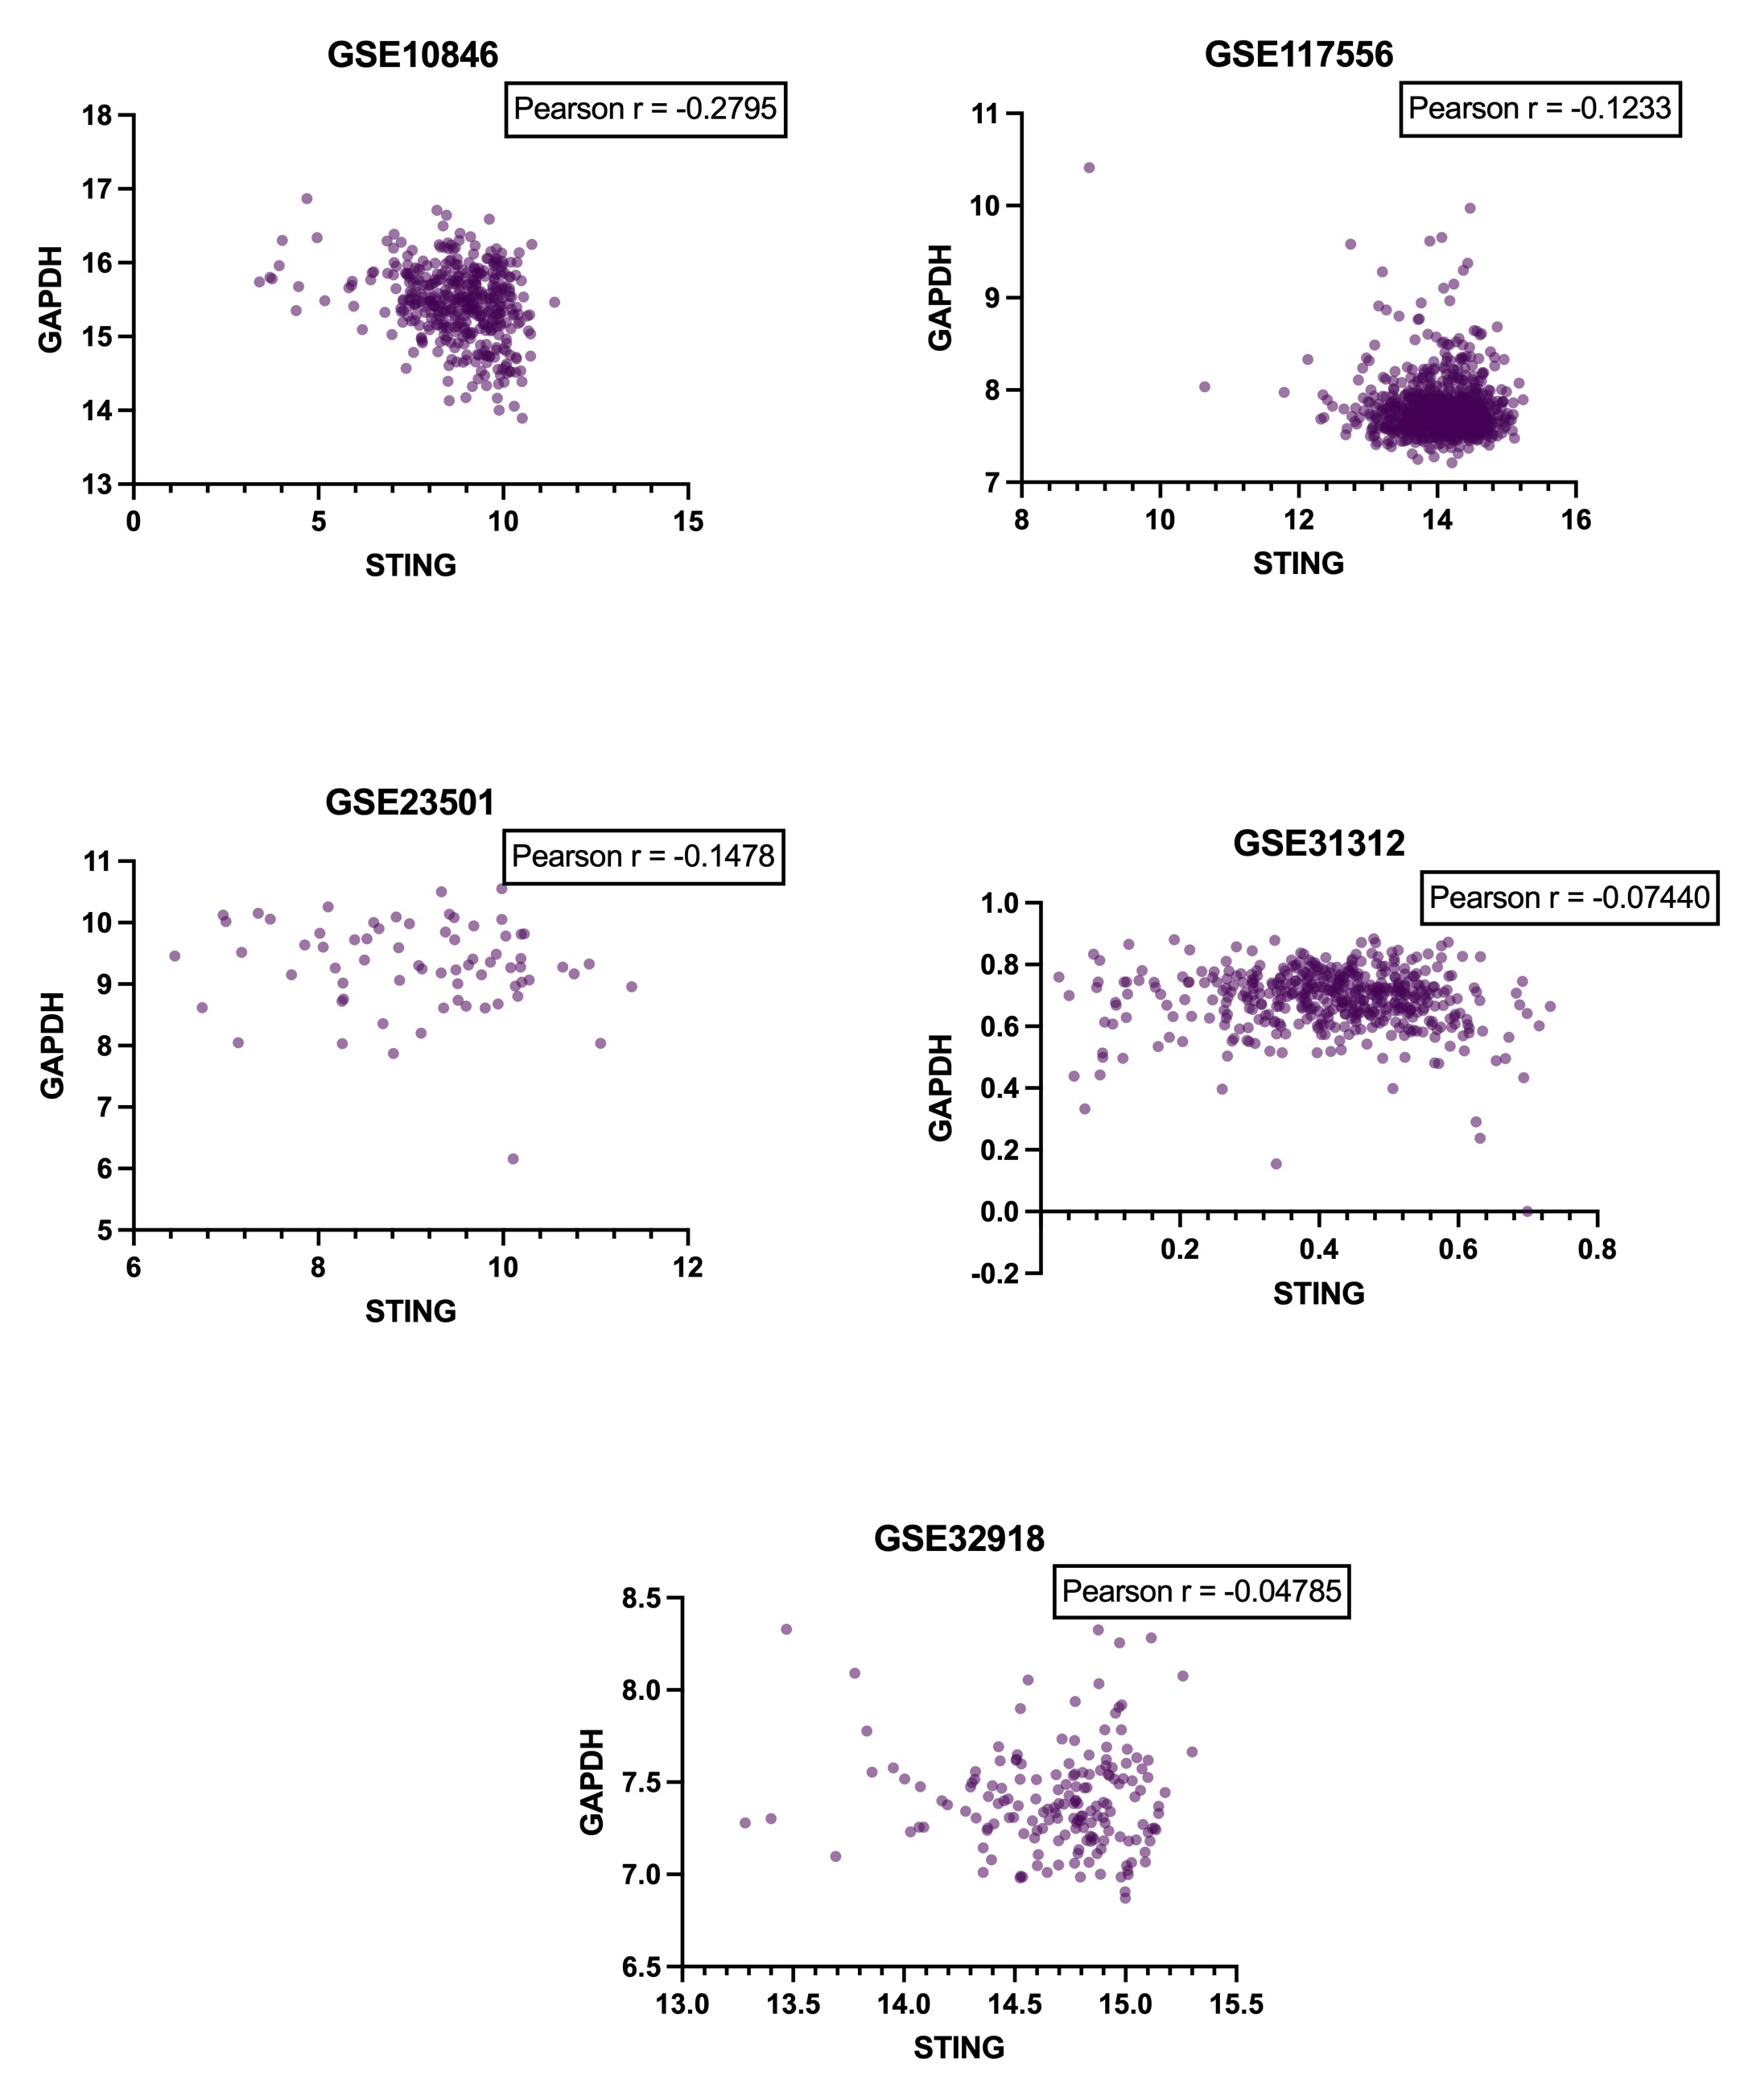 GSE10846
Pearson r = -0.2795
18
17
16
15
14
13
GAPDH
0 5 10 15
STING
GSE117556
Pearson r = -0.1233
11
10
9
8
7
GAPDH
8 10 12 14 16
STING
GSE23501
Pearson r = -0.1478
11
10
9
8
7
6
5
GAPDH
6 8 10 12
STING
GSE31312
Pearson r = -0.07440
1.0
0.8
0.6
0.4
0.2
0.0
-0.2
GAPDH
0.2 0.4 0.6 0.8
STING
GSE32918
Pearson r = -0.04785
8.5
8.0
7.5
7.0
6.5
GAPDH
13.0 13.5 14.0 14.5 15.0 15.5
STING